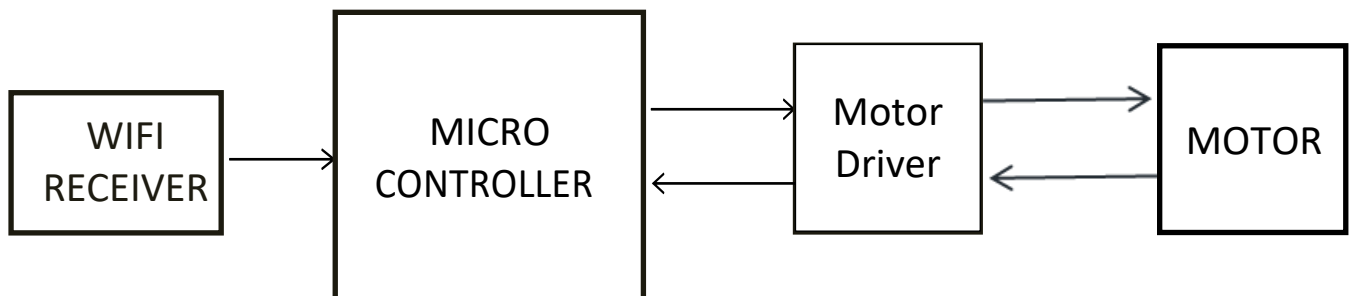 WIFI
RECEIVER
MICRO
CONTROLLER
Motor
Driver
MOTOR